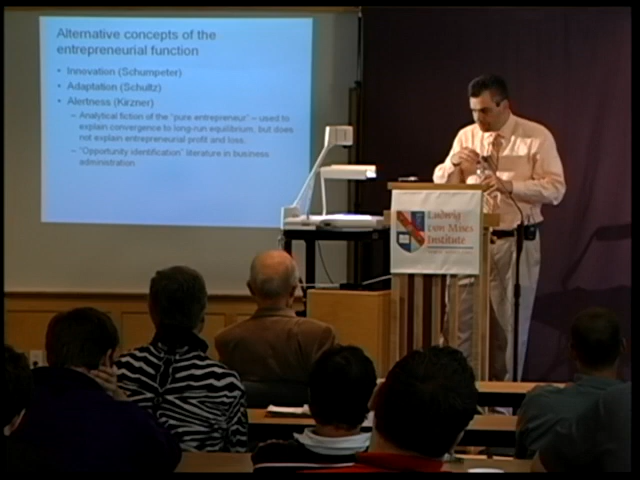 Alternative concepts of the
entrepreneurial function
• Innovation (Schumpeter)
• Adaptation (Schultz)
• Alertness (Kirzner)
– Analytical fiction of the "pure entrepreneur" – used to
explain convergence to long-run equilibrium, but does
not explain entrepreneurial profit and loss.
– "Opportunity identification" literature in business
administration
Ludwig
von Mises
Institute